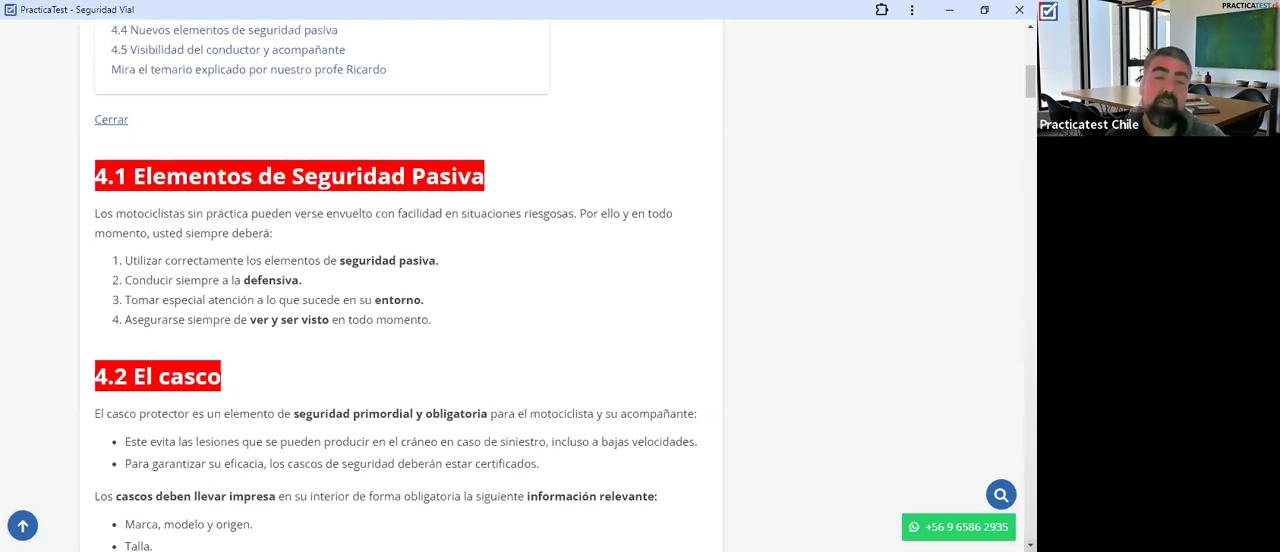 PracticaTest - Seguridad Vial
PRACTICATEST.cl
4.4 Nuevos elementos de seguridad pasiva
4.5 Visibilidad del conductor y acompañante
Mira el temario explicado por nuestro profe Ricardo
Practicatest Chile
Cerrar
4.1 Elementos de Seguridad Pasiva
Los motociclistas sin práctica pueden verse envuelto con facilidad en situaciones riesgosas. Por ello y en todo
momento, usted siempre deberá:
1. Utilizar correctamente los elementos de seguridad pasiva.
2. Conducir siempre a la defensiva.
3. Tomar especial atención a lo que sucede en su entorno.
4. Asegurarse siempre de ver y ser visto en todo momento.
4.2 El casco
El casco protector es un elemento de seguridad primordial y obligatoria para el motociclista y su acompañante:
• Este evita las lesiones que se pueden producir en el cráneo en caso de siniestro, incluso a bajas velocidades.
• Para garantizar su eficacia, los cascos de seguridad deberán estar certificados.
Los cascos deben llevar impresa en su interior de forma obligatoria la siguiente información relevante:
• Marca, modelo y origen.
• Talla.
+56 9 6586 2935